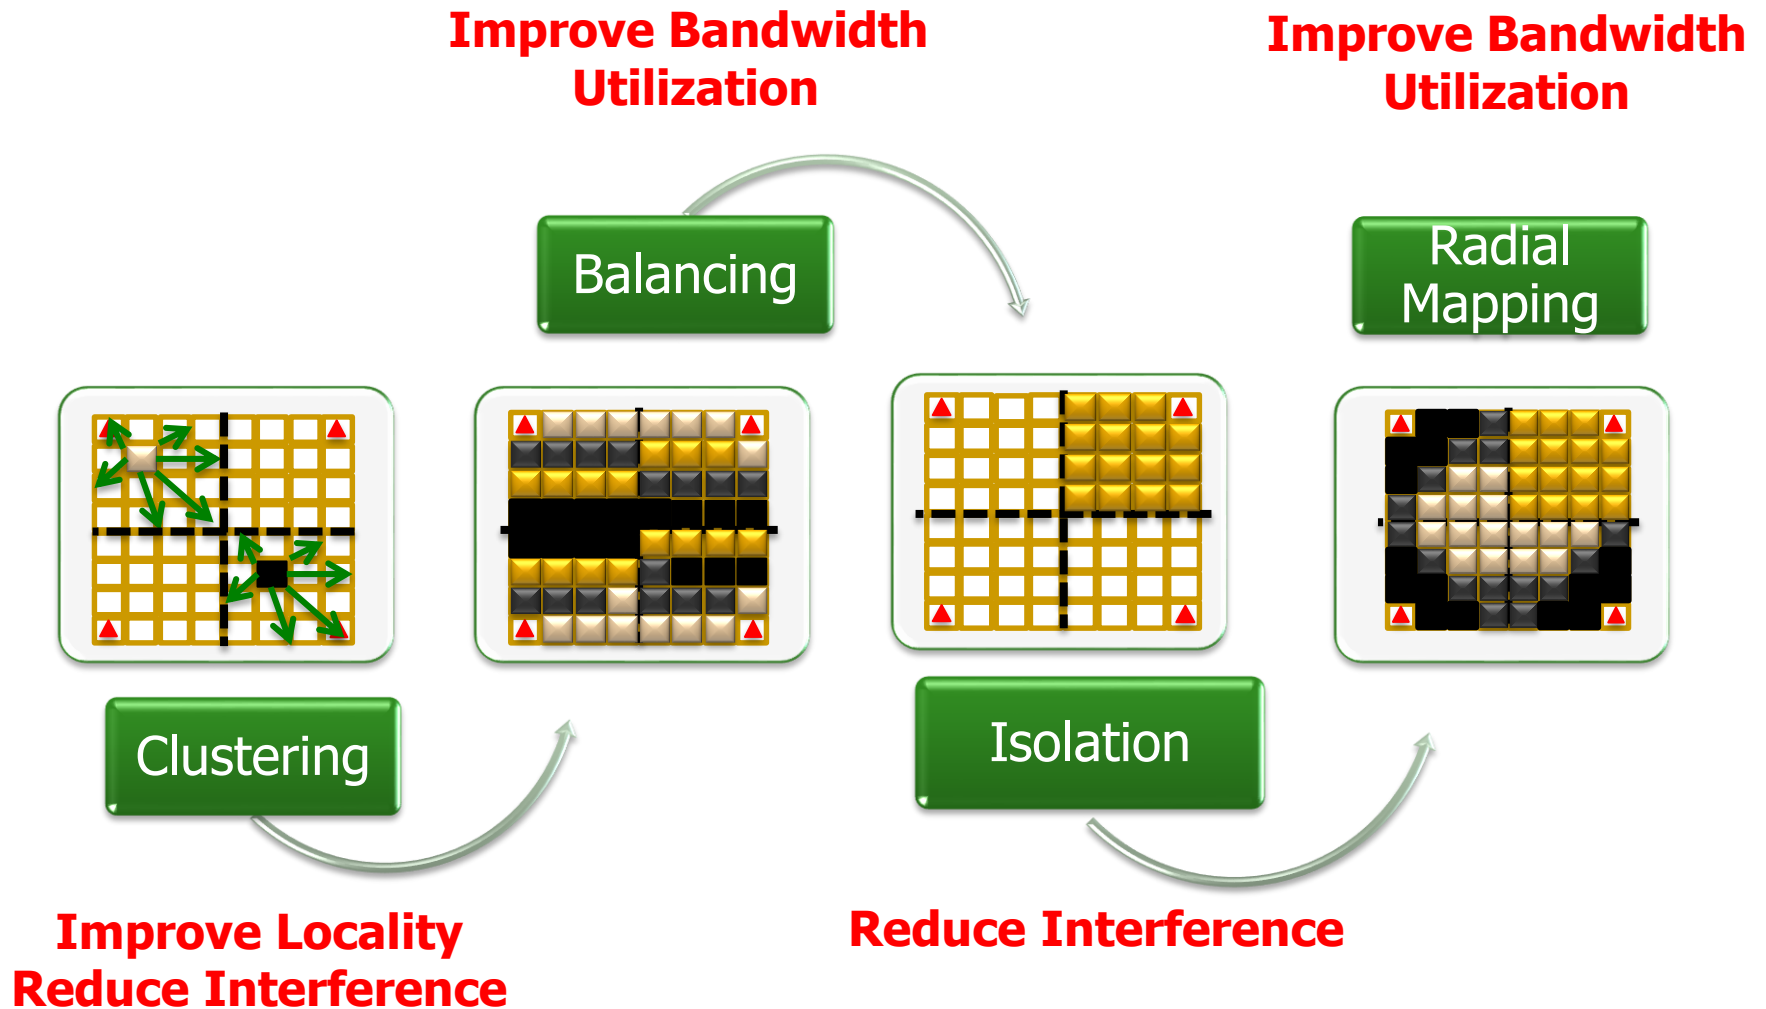 Improve Bandwidth
Utilization
Improve Bandwidth
Utilization
Balancing
Radial
Mapping
Clustering
Isolation
Improve Locality
Reduce Interference
Reduce Interference